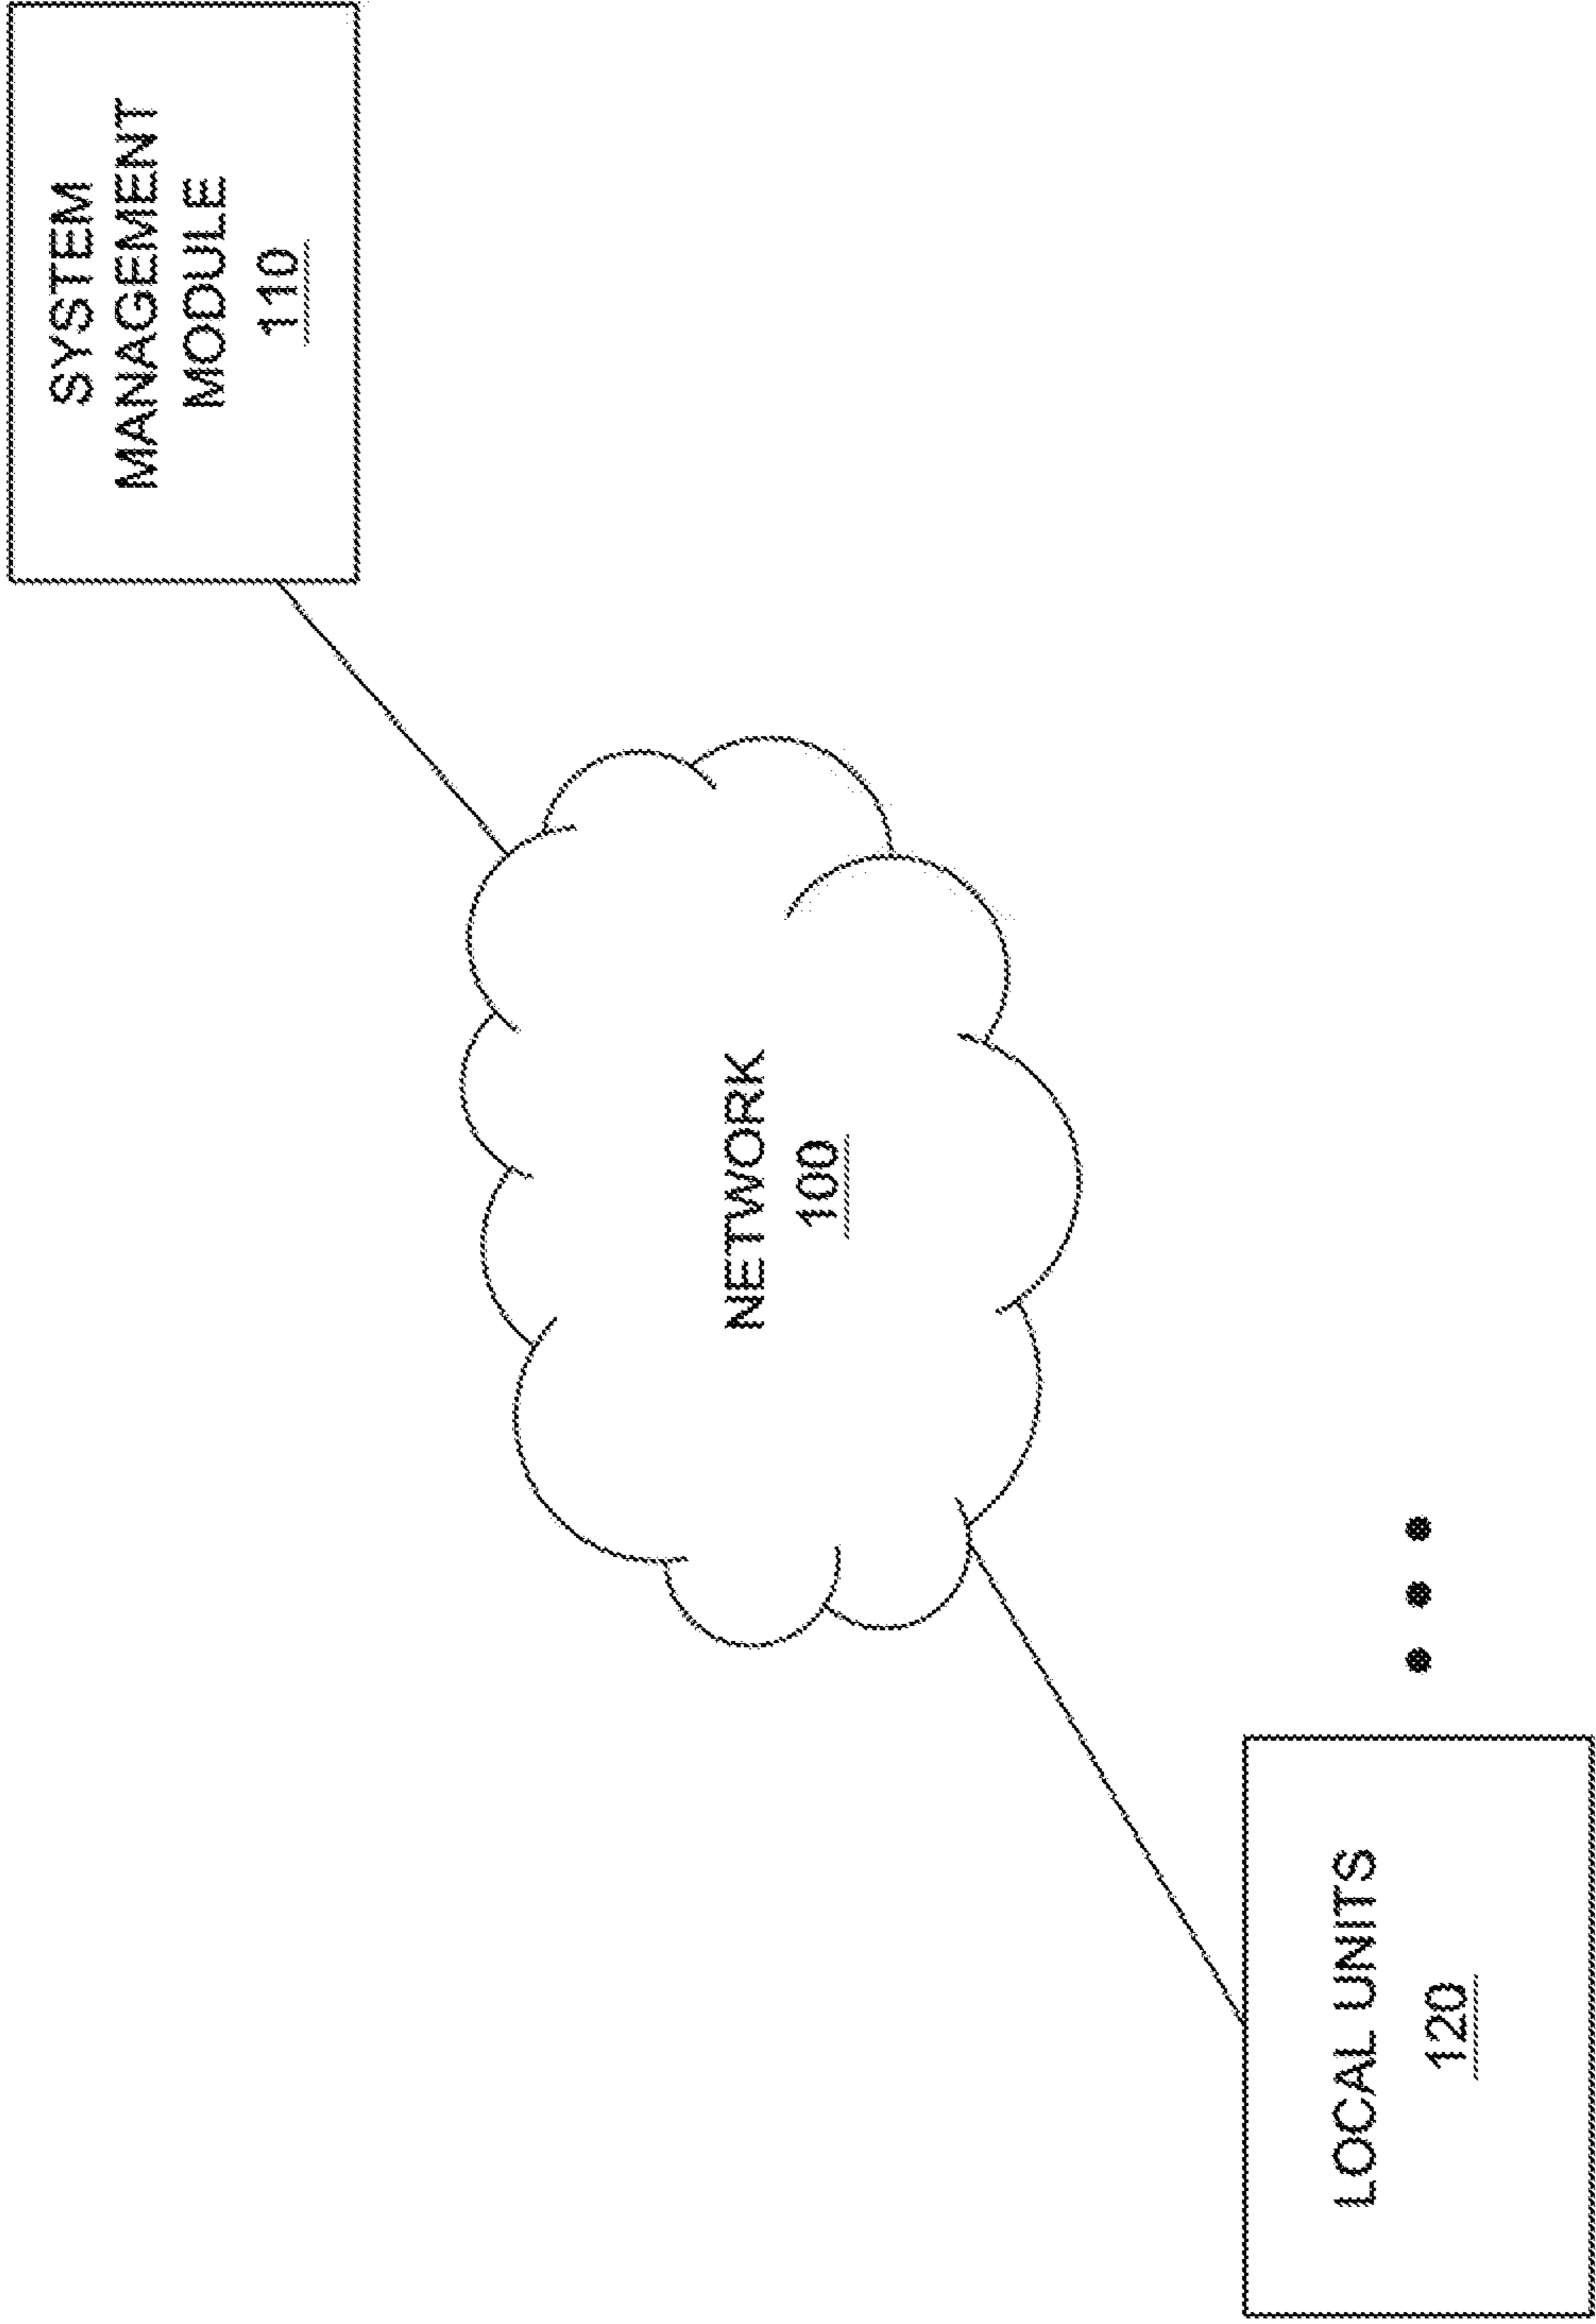 SYSTEM
MANAGEMENT
MODULE
110
NETWORK
100
LOCAL UNITS
120